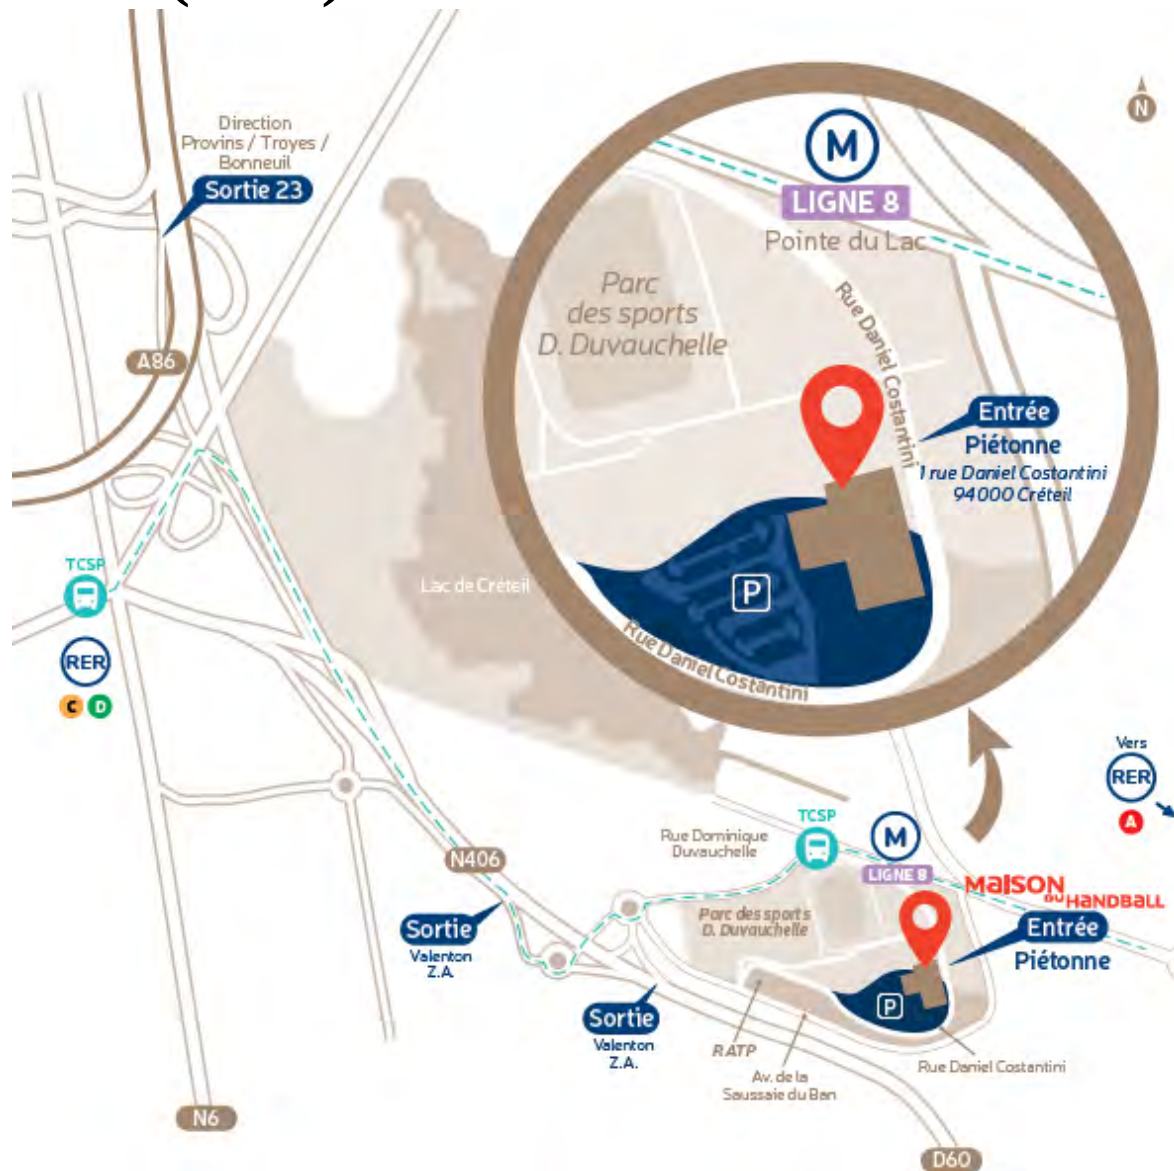 N
Direction
Provins / Troyes /
Bonneuil
Sortie 23
M
LIGNE 8
Pointe du Lac
Parc
des sports
D. Duvauchelle
Rue Daniel Costantini
A86
Entrée
Piétonne
1 rue Daniel Costantini
94000 Créteil
TCSP
Lac de Créteil
P
Rue Daniel Costantini
RER
C D
Vers
RER
A
TCSP
M
Rue Dominique
Duvauchelle
LIGNE 8
N406
MaISON
DU HANDBALL
Parc des sports
D. Duvauchelle
Entrée
Piétonne
Sortie
Valenton
Z.A.
P
Sortie
Valenton
Z.A.
RATP
Av. de la
Saussaie du Ban
Rue Daniel Costantini
N6
D60